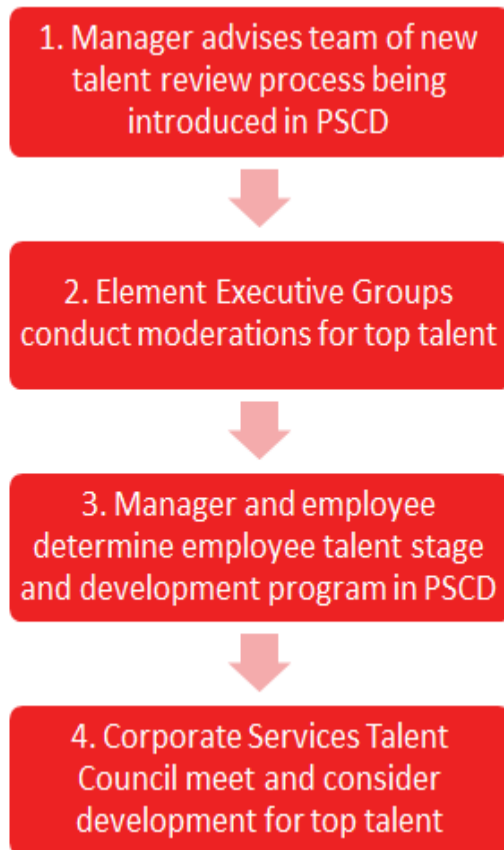 1. Manager advises team of new
talent review process being
introduced in PSCD
2. Element Executive Groups
conduct moderations for top talent
3. Manager and employee
determine employee talent stage
and development program in PSCD
4. Corporate Services Talent
Council meet and consider
development for top talent